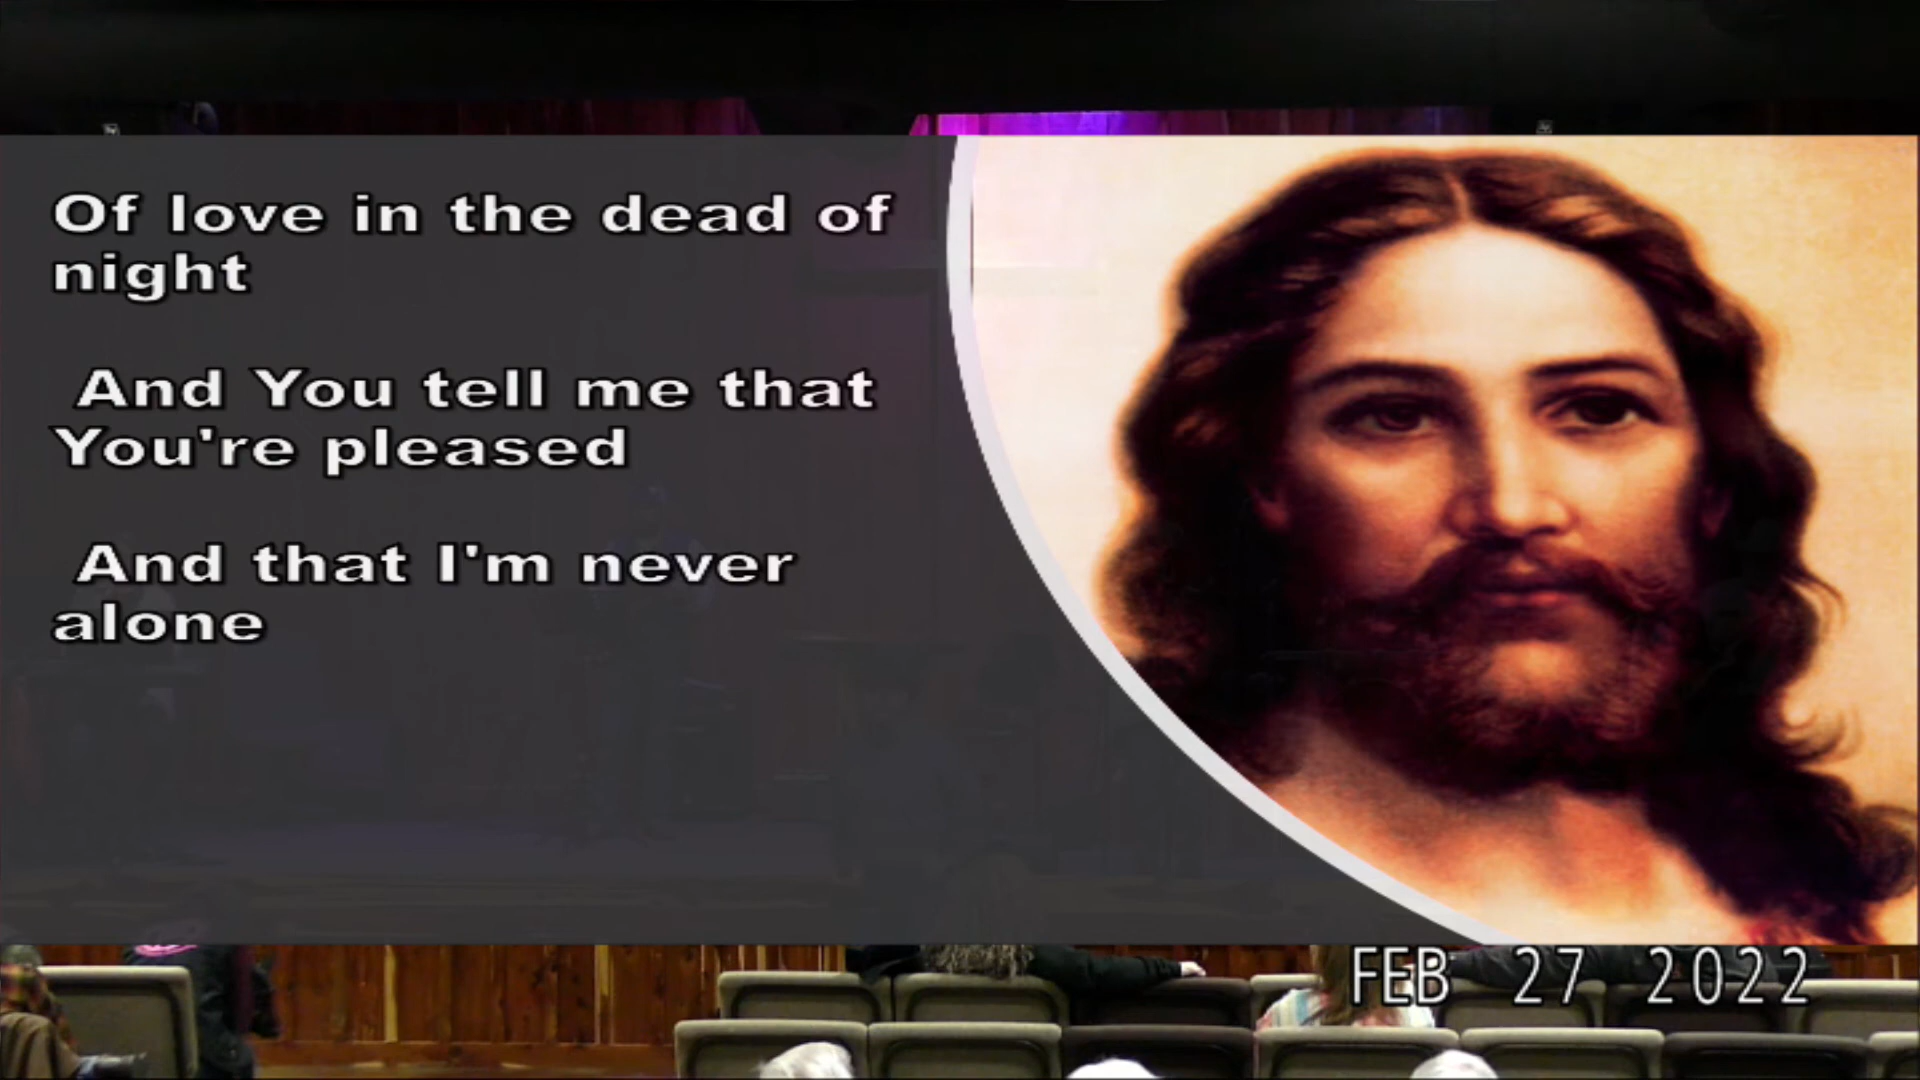 Of love in the dead of
night
And You tell me that
You're pleased
And that I'm never
alone
FEB 27 2022